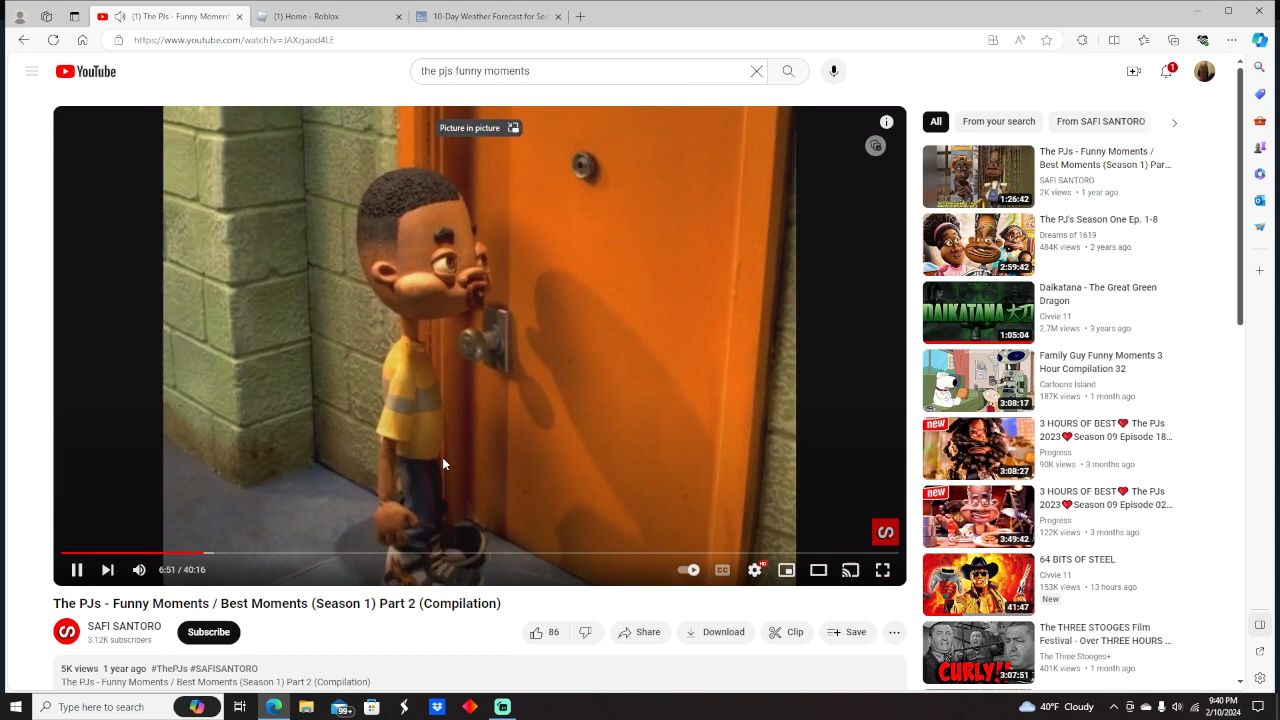 (1) The PJs - Funny Moment
(1) Home - Roblox
10-Day Weather Forecast for Se
https://www.youtube.com/watch?v=JAXzjaod4LE
YouTube
the pjs funny moments
1
Picture in picture
6:51 / 40:16
CC
HD
The PJs - Funny Moments / Best Moments (Season 1) Part 2 (Compilation)
SAFI SANTORO
3.12K subscribers
Subscribe
86
Share
Download
Clip
Save
5K views 1 year ago #ThePJs #SAFISANTORO
The PJs - Funny Moments / Best Moments (Season 1) Part 2 (Compilation)
All
From your search
From SAFI SANTORO
1:26:42
The PJs - Funny Moments /
Best Moments (Season 1) Par...
SAFI SANTORO
2K views • 1 year ago
2:59:42
The PJ's Season One Ep. 1-8
Dreams of 1619
484K views • 2 years ago
DAIKATANA 大刀
1:05:04
Daikatana - The Great Green
Dragon
Civvie 11
2.7M views • 3 years ago
3:08:17
Family Guy Funny Moments 3
Hour Compilation 32
Cartoons Island
187K views • 1 month ago
new
3:08:27
3 HOURS OF BEST❤️ The PJs
2023❤️Season 09 Episode 18...
Progress
90K views • 3 months ago
new
3:49:42
3 HOURS OF BEST❤️ The PJs
2023❤️Season 09 Episode 02...
Progress
122K views • 3 months ago
41:47
64 BITS OF STEEL
Civvie 11
153K views • 13 hours ago
New
CURLY!!
3:07:51
The THREE STOOGES Film
Festival - Over THREE HOURS ...
The Three Stooges+
401K views • 1 month ago
Type here to search
99+
40°F Cloudy
9:40 PM
2/10/2024